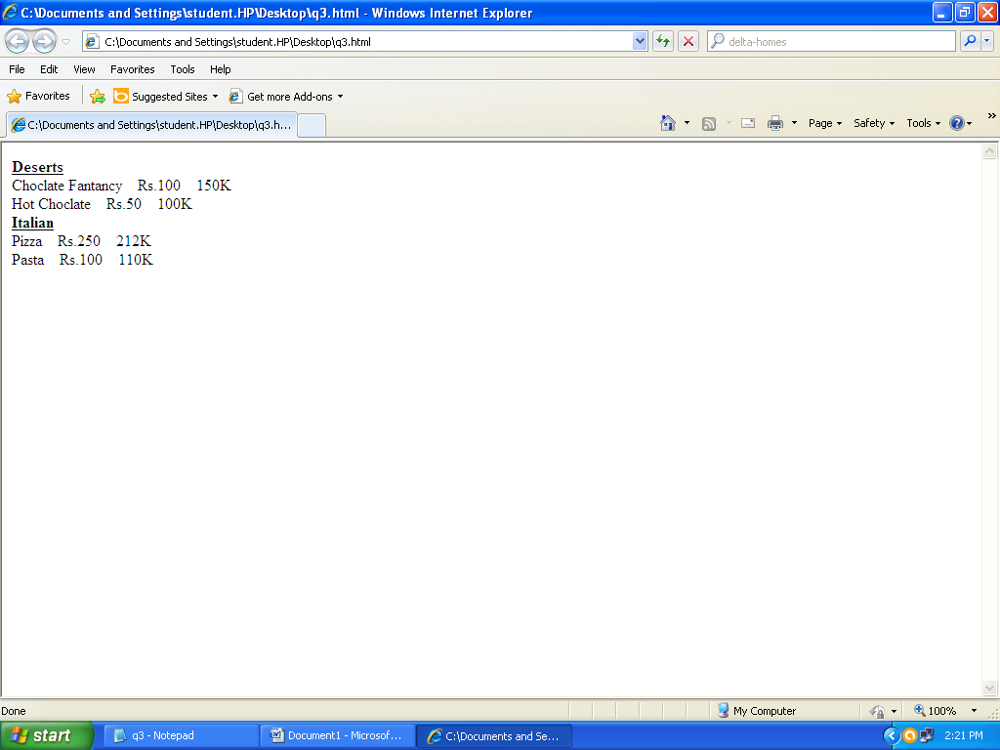 C:\Documents and Settings\student.HP\Desktop\q3.html - Windows Internet Explorer
C:\Documents and Settings\student.HP\Desktop\q3.html delta-homes
File Edit View Favorites Tools Help
Favorites Suggested Sites Get more Add-ons
C:\Documents and Settings\student.HP\Desktop\q3.h... Page Safety Tools »
Deserts
Choclate Fantancy Rs.100 150K
Hot Choclate Rs.50 100K
Italian
Pizza Rs.250 212K
Pasta Rs.100 110K
Done My Computer 100%
start q3 - Notepad Document1 - Microsof... C:\Documents and Se... 2:21 PM